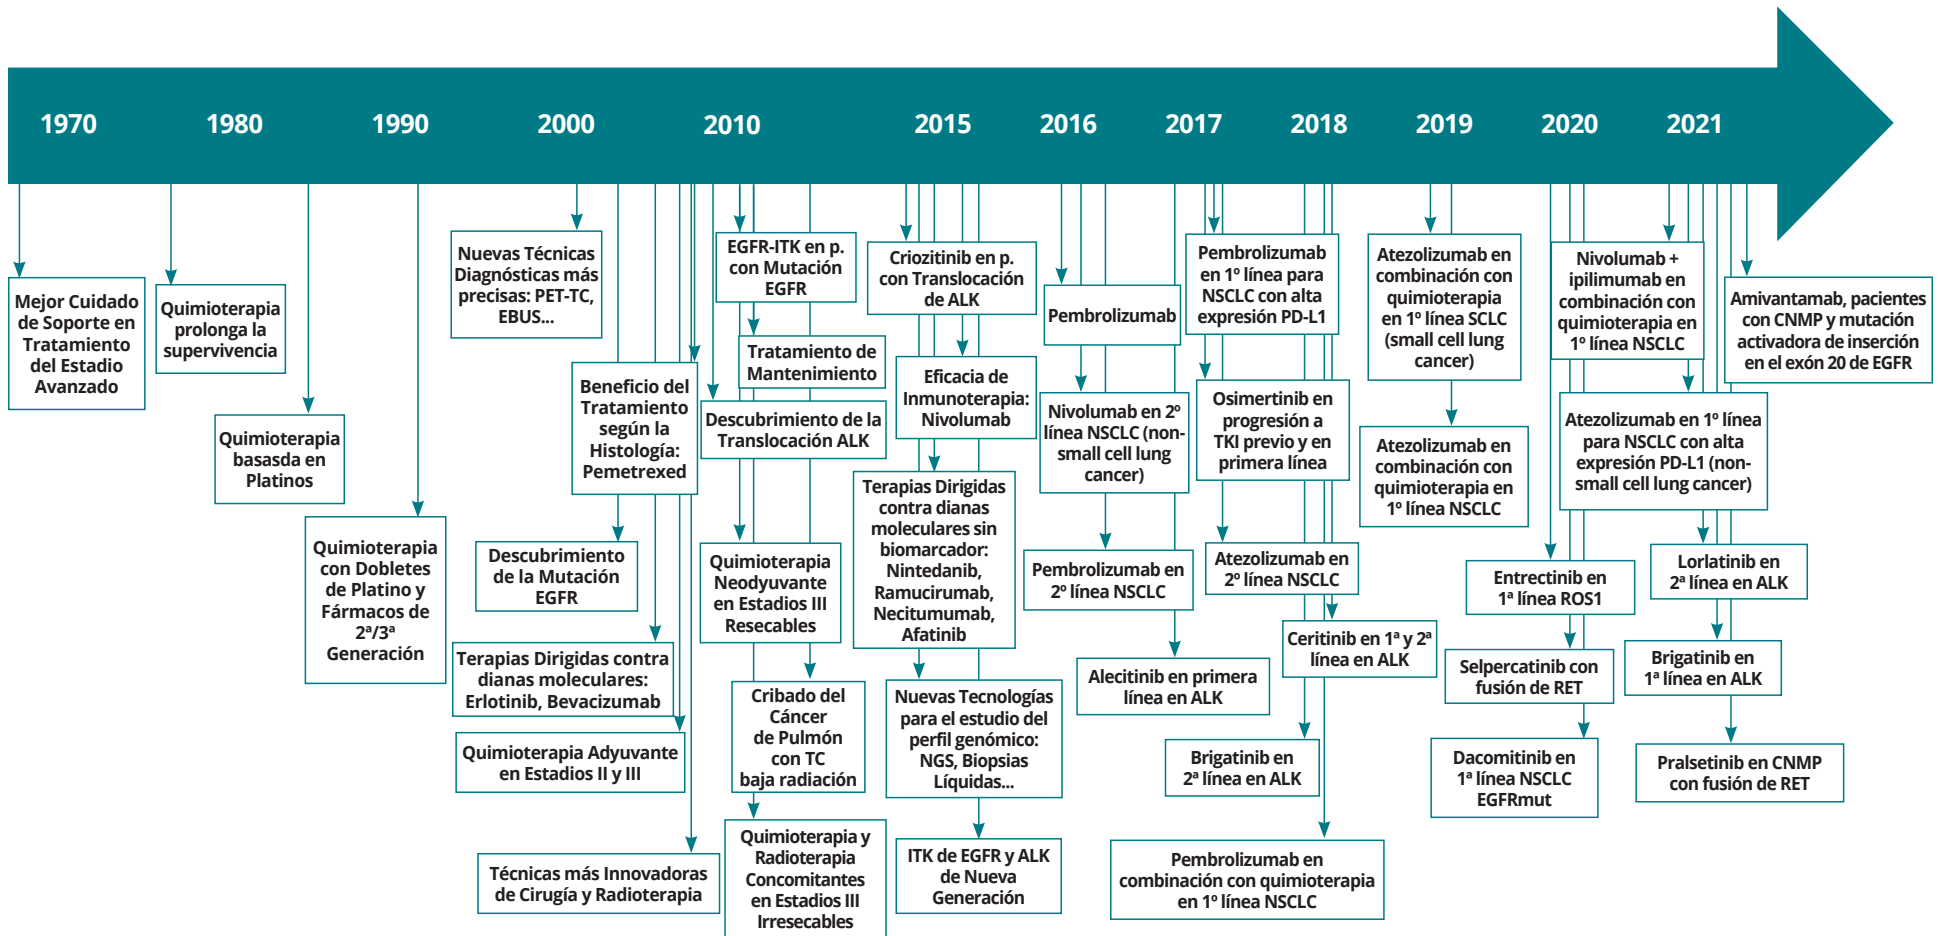 1970
1980
1990
2000
2010
2015
2016
2017
2018
2019
2020
2021
Mejor Cuidado
de Soporte en
Tratamiento
del Estadio
Avanzado
Quimioterapia
prolonga la
supervivencia
Quimioterapia
basasda en
Platinos
Quimioterapia
con Dobletes
de Platino y
Fármacos de
2ª/3ª
Generación
Nuevas Técnicas
Diagnósticas más
precisas: PET-TC,
EBUS...
Beneficio del
Tratamiento
según la
Histología:
Pemetrexed
Descubrimiento
de la Mutación
EGFR
Terapias Dirigidas contra
dianas moleculares:
Erlotinib, Bevacizumab
Quimioterapia Adyuvante
en Estadios II y III
Técnicas más Innovadoras
de Cirugía y Radioterapia
EGFR-ITK en p.
con Mutación
EGFR
Tratamiento de
Mantenimiento
Descubrimiento de la
Translocación ALK
Quimioterapia
Neodyuvante
en Estadios III
Resecables
Cribado del
Cáncer
de Pulmón
con TC
baja radiación
Quimioterapia y
Radioterapia
Concomitantes
en Estadios III
Irresecables
Criozitinib en p.
con Translocación
de ALK
Eficacia de
Inmunoterapia:
Nivolumab
Terapias Dirigidas
contra dianas
moleculares sin
biomarcador:
Nintedanib,
Ramucirumab,
Necitumumab,
Afatinib
Nuevas Tecnologías
para el estudio del
perfil genómico:
NGS, Biopsias
Líquidas...
ITK de EGFR y ALK
de Nueva
Generación
Pembrolizumab
Nivolumab en 2º
línea NSCLC (non-
small cell lung
cancer)
Pembrolizumab en
2º línea NSCLC
Alecitinib en primera
línea en ALK
Pembrolizumab
en 1º línea para
NSCLC con alta
expresión PD-L1
Osimertinib en
progresión a
TKI previo y en
primera línea
Atezolizumab en
2º línea NSCLC
Ceritinib en 1ª y 2ª
línea en ALK
Brigatinib en
2ª línea en ALK
Pembrolizumab en
combinación con quimioterapia
en 1º línea NSCLC
Atezolizumab en
combinación con
quimioterapia
en 1º línea SCLC
(small cell lung
cancer)
Atezolizumab en
combinación con
quimioterapia en
1º línea NSCLC
Entrectinib en
1ª línea ROS1
Selpercatinib con
fusión de RET
Dacomitinib en
1ª línea NSCLC
EGFRmut
Nivolumab +
ipilimumab en
combinación con
quimioterapia en
1º línea NSCLC
Atezolizumab en 1º línea
para NSCLC con alta
expresión PD-L1 (non-
small cell lung cancer)
Lorlatinib en
2ª línea en ALK
Brigatinib en
1ª línea en ALK
Pralsetinib en CNMP
con fusión de RET
Amivantamab, pacientes
con CNMP y mutación
activadora de inserción
en el exón 20 de EGFR